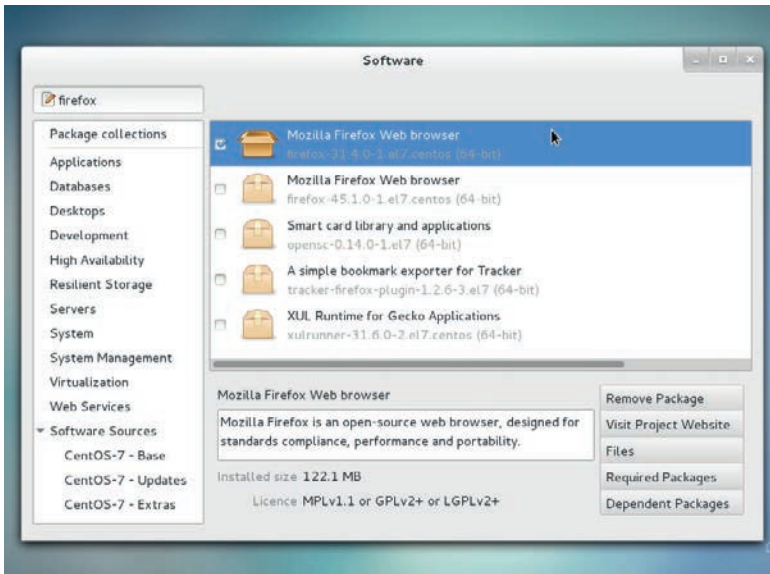 Software
firefox
Package collections
Applications
Databases
Desktops
Development
High Availability
Resilient Storage
Servers
System
System Management
Virtualization
Web Services
Software Sources
CentOS-7 - Base
CentOS-7 - Updates
CentOS-7 - Extras
Mozilla Firefox Web browser
firefox-31.4.0-1.el7.centos (64-bit)
Mozilla Firefox Web browser
firefox-45.1.0-1.el7.centos (64-bit)
Smart card library and applications
opensc-0.14.0-1.el7 (64-bit)
A simple bookmark exporter for Tracker
tracker-firefox-plugin-1.2.6-3.el7 (64-bit)
XUL Runtime for Gecko Applications
xulrunner-31.6.0-2.el7.centos (64-bit)
Mozilla Firefox Web browser
Mozilla Firefox is an open-source web browser, designed for
standards compliance, performance and portability.
Installed size 122.1 MB
Licence MPLv1.1 or GPLv2+ or LGPLv2+
Remove Package
Visit Project Website
Files
Required Packages
Dependent Packages